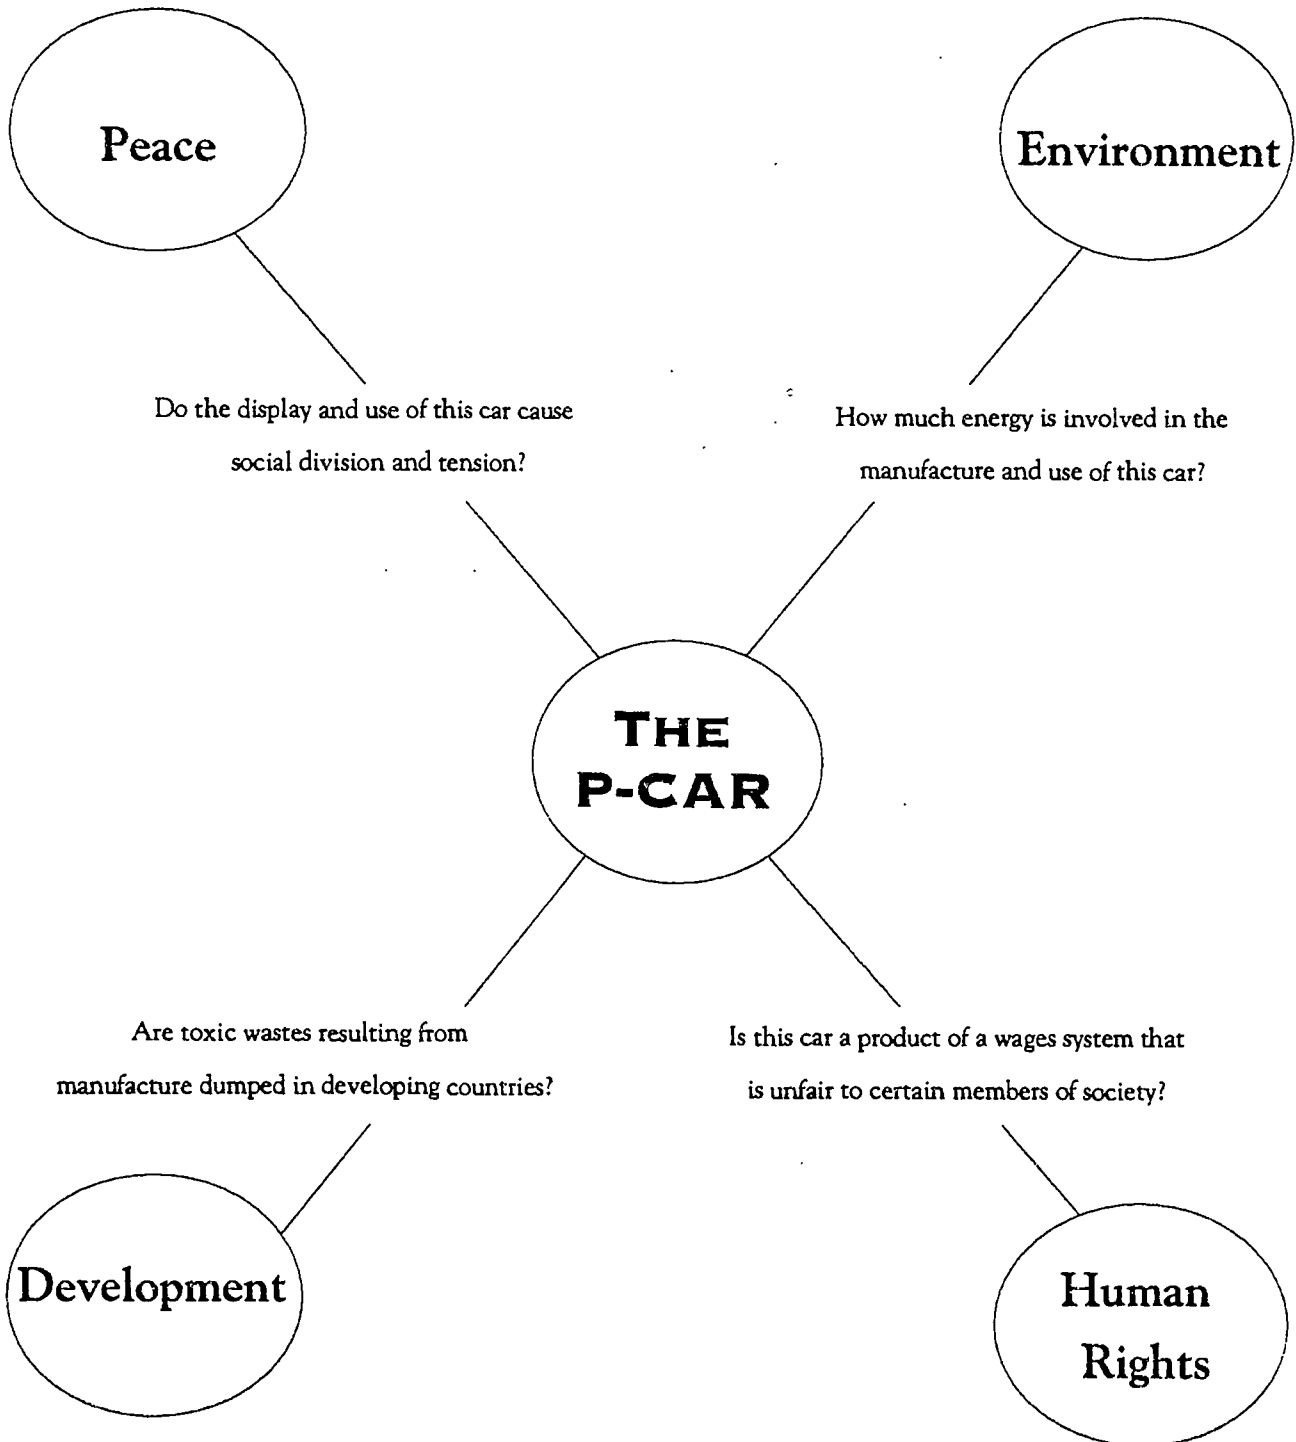 Peace
Environment
Do the display and use of this car cause
social division and tension?
How much energy is involved in the
manufacture and use of this car?
THE
P-CAR
Are toxic wastes resulting from
manufacture dumped in developing countries?
Is this car a product of a wages system that
is unfair to certain members of society?
Development
Human
Rights